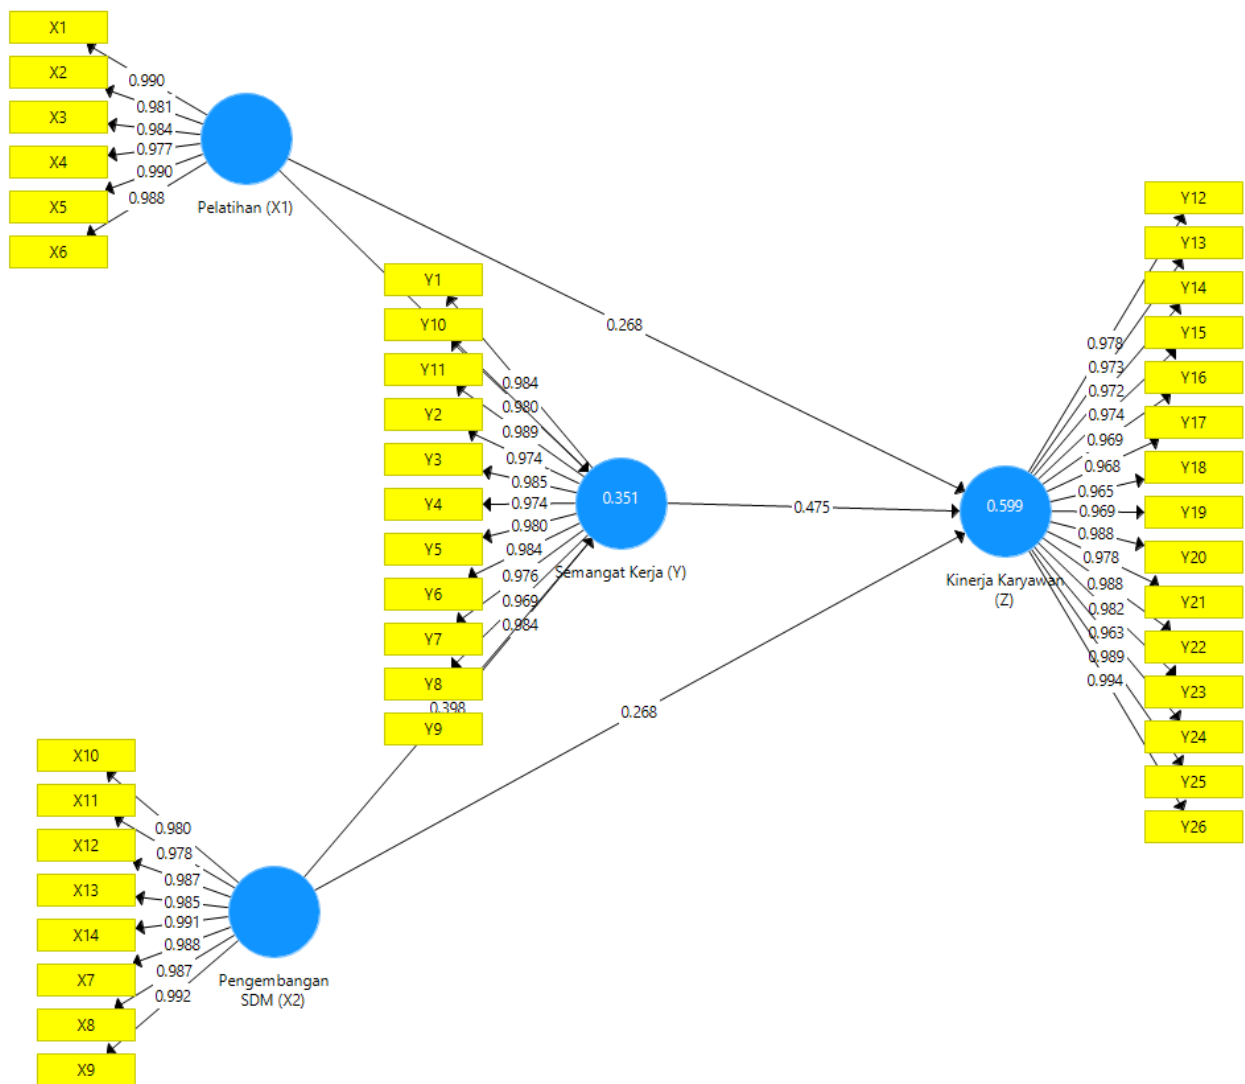 X1
X2
X3
X4
X5
X6
0.990
0.981
0.984
0.977
0.990
0.988
Pelatihan (X1)
0.268
Y1
Y10
Y11
Y2
Y3
Y4
Y5
Y6
Y7
Y8
Y9
0.984
0.980
0.989
0.974
0.985
0.974
0.980
0.984
0.976
0.969
0.984
0.351
Semangat Kerja (Y)
0.475
0.398
0.268
X10
X11
X12
X13
X14
X7
X8
X9
0.980
0.978
0.987
0.985
0.991
0.988
0.987
0.992
Pengembangan
SDM (X2)
0.599
Kinerja Karyawan
(Z)
0.978
0.973
0.972
0.974
0.969
0.968
0.965
0.969
0.988
0.978
0.988
0.982
0.963
0.989
0.994
Y12
Y13
Y14
Y15
Y16
Y17
Y18
Y19
Y20
Y21
Y22
Y23
Y24
Y25
Y26